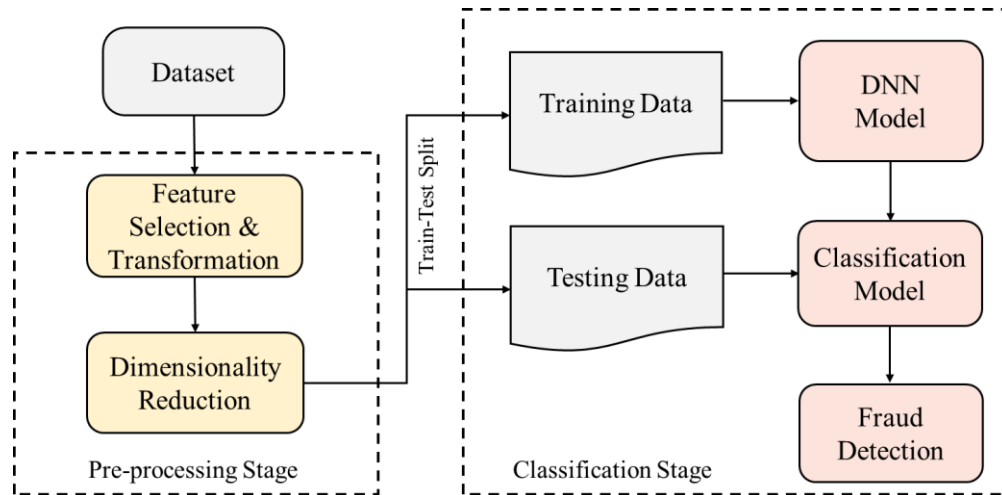 Dataset
Feature
Selection &
Transformation
Dimensionality
Reduction
Pre-processing Stage
Train-Test Split
Training Data
Testing Data
DNN
Model
Classification
Model
Fraud
Detection
Classification Stage